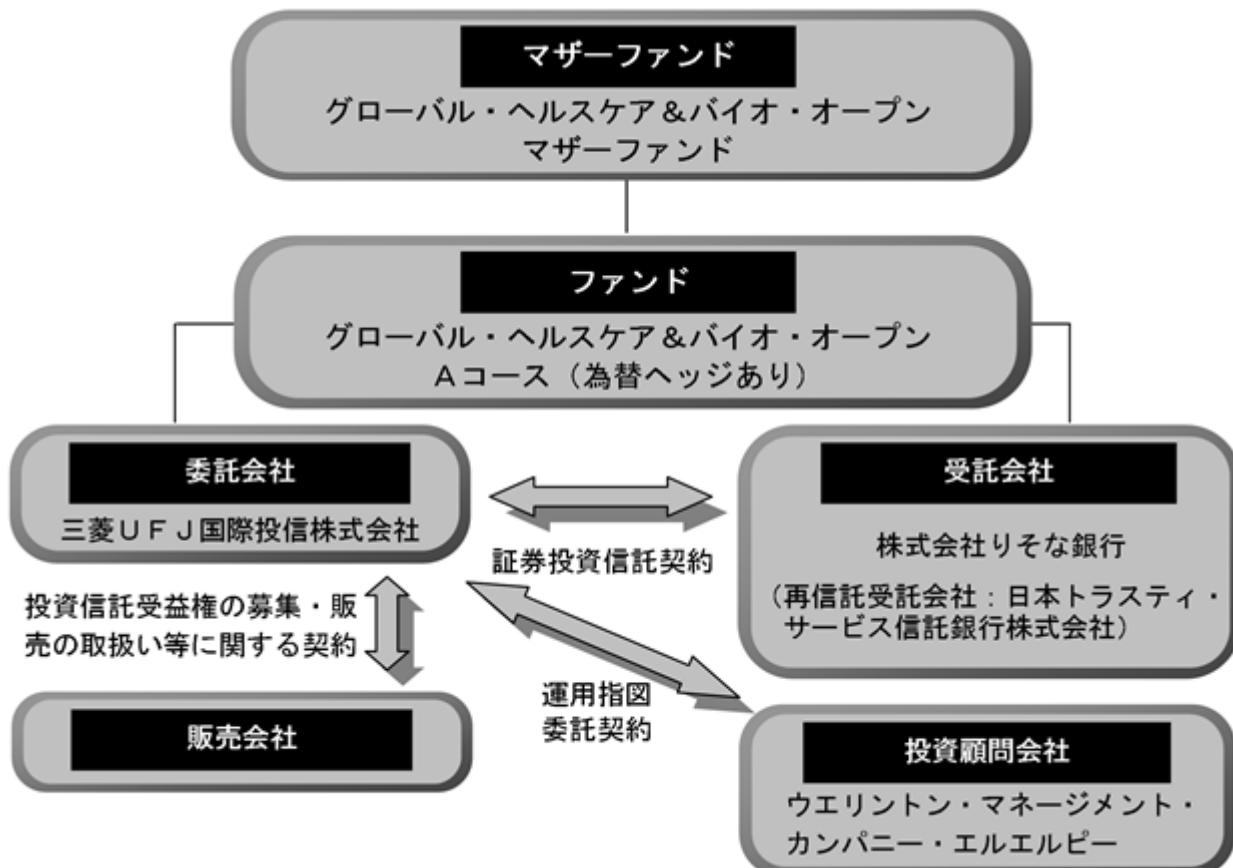 マザーファンド
グローバル・ヘルスケア＆バイオ・オープン
マザーファンド
ファンド
グローバル・ヘルスケア＆バイオ・オープン
Ａコース（為替ヘッジあり）
委託会社
三菱ＵＦＪ国際投信株式会社
受託会社
株式会社りそな銀行
（再信託受託会社：日本トラスティ・
サービス信託銀行株式会社）
証券投資信託契約
投資信託受益権の募集・販
売の取扱い等に関する契約
運用指図
委託契約
販売会社
投資顧問会社
ウエリントン・マネージメント・
カンパニー・エルエルピー